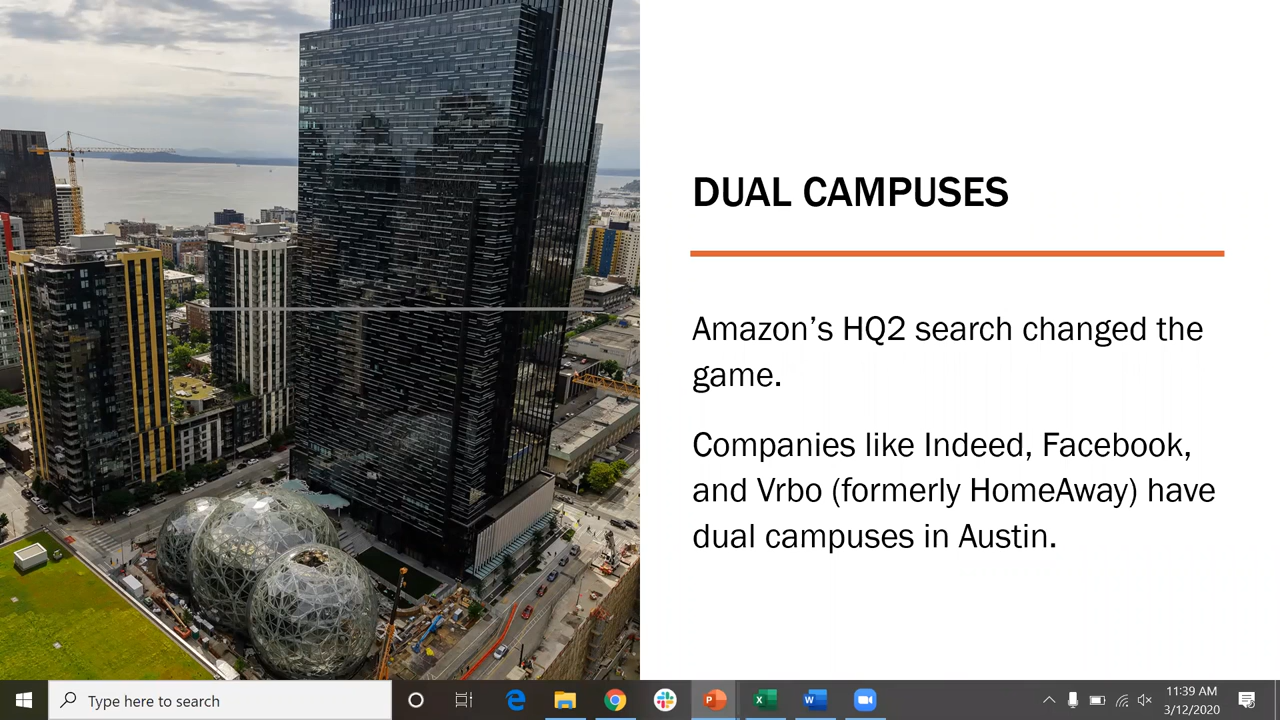 DUAL CAMPUSES
Amazon’s HQ2 search changed the
game.
Companies like Indeed, Facebook,
and Vrbo (formerly HomeAway) have
dual campuses in Austin.
Type here to search
11:39 AM
3/12/2020